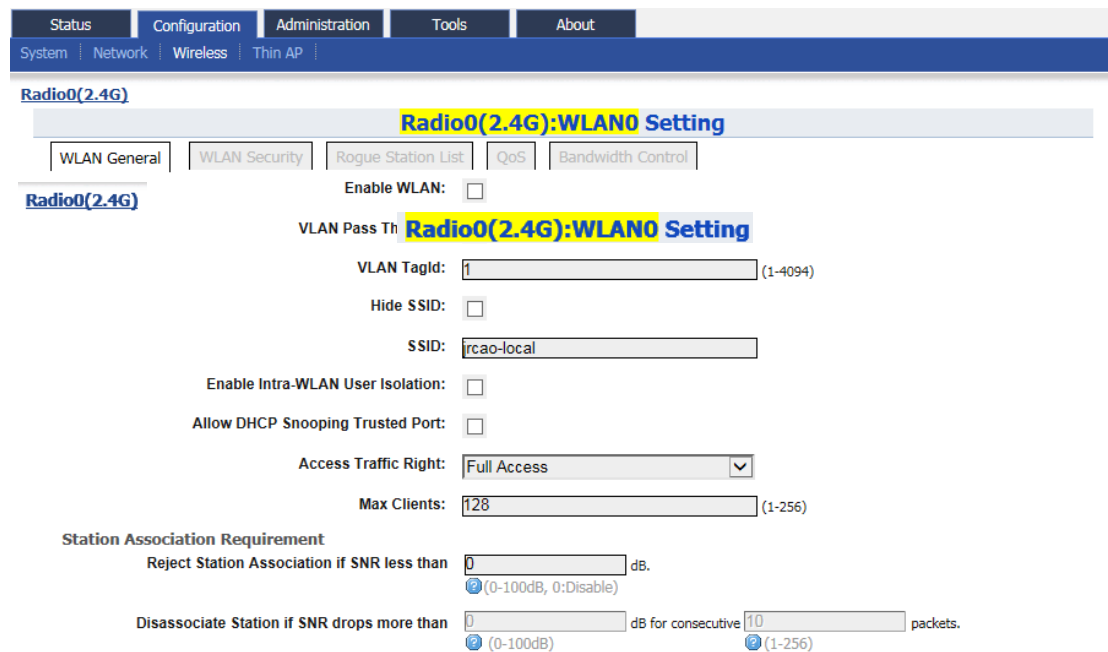 Status Configuration Administration Tools About
System Network Wireless Thin AP
Radio0(2.4G)
Radio0(2.4G):WLAN0 Setting
WLAN General WLAN Security Rogue Station List QoS Bandwidth Control
Enable WLAN:
Radio0(2.4G)
VLAN Pass Th
Radio0(2.4G):WLAN0 Setting
VLAN TagId: 1 (1-4094)
Hide SSID:
SSID: jrcao-local
Enable Intra-WLAN User Isolation:
Allow DHCP Snooping Trusted Port:
Access Traffic Right: Full Access
Max Clients: 128 (1-256)
Station Association Requirement
Reject Station Association if SNR less than 0 dB.
(0-100dB, 0:Disable)
Disassociate Station if SNR drops more than 0 dB for consecutive 10 packets.
(0-100dB) (1-256)